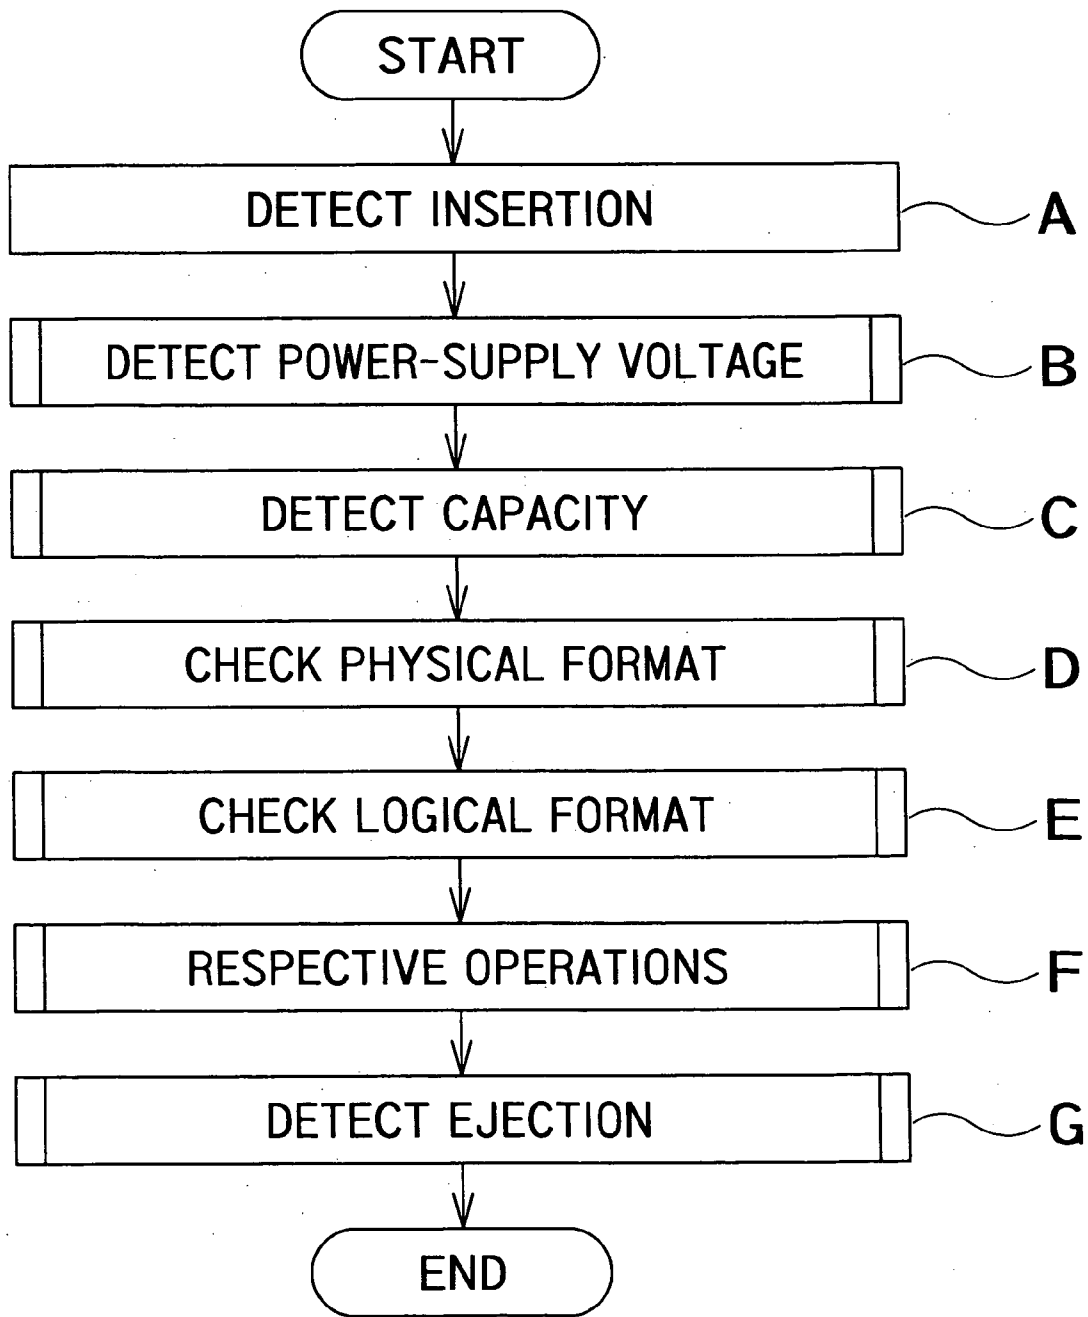 START
DETECT INSERTION A
DETECT POWER-SUPPLY VOLTAGE B
DETECT CAPACITY C
CHECK PHYSICAL FORMAT D
CHECK LOGICAL FORMAT E
RESPECTIVE OPERATIONS F
DETECT EJECTION G
END